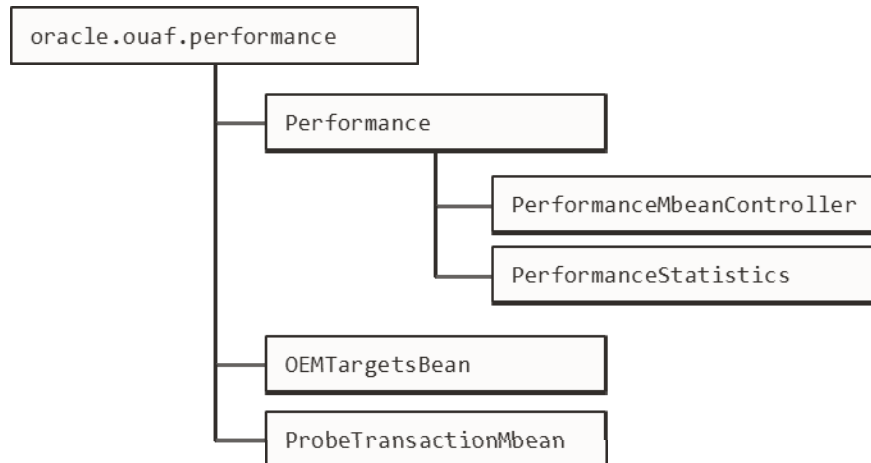 oracle.ouaf.performance
Performance
PerformanceMbeanController
PerformanceStatistics
OEMTargetsBean
ProbeTransactionMbean